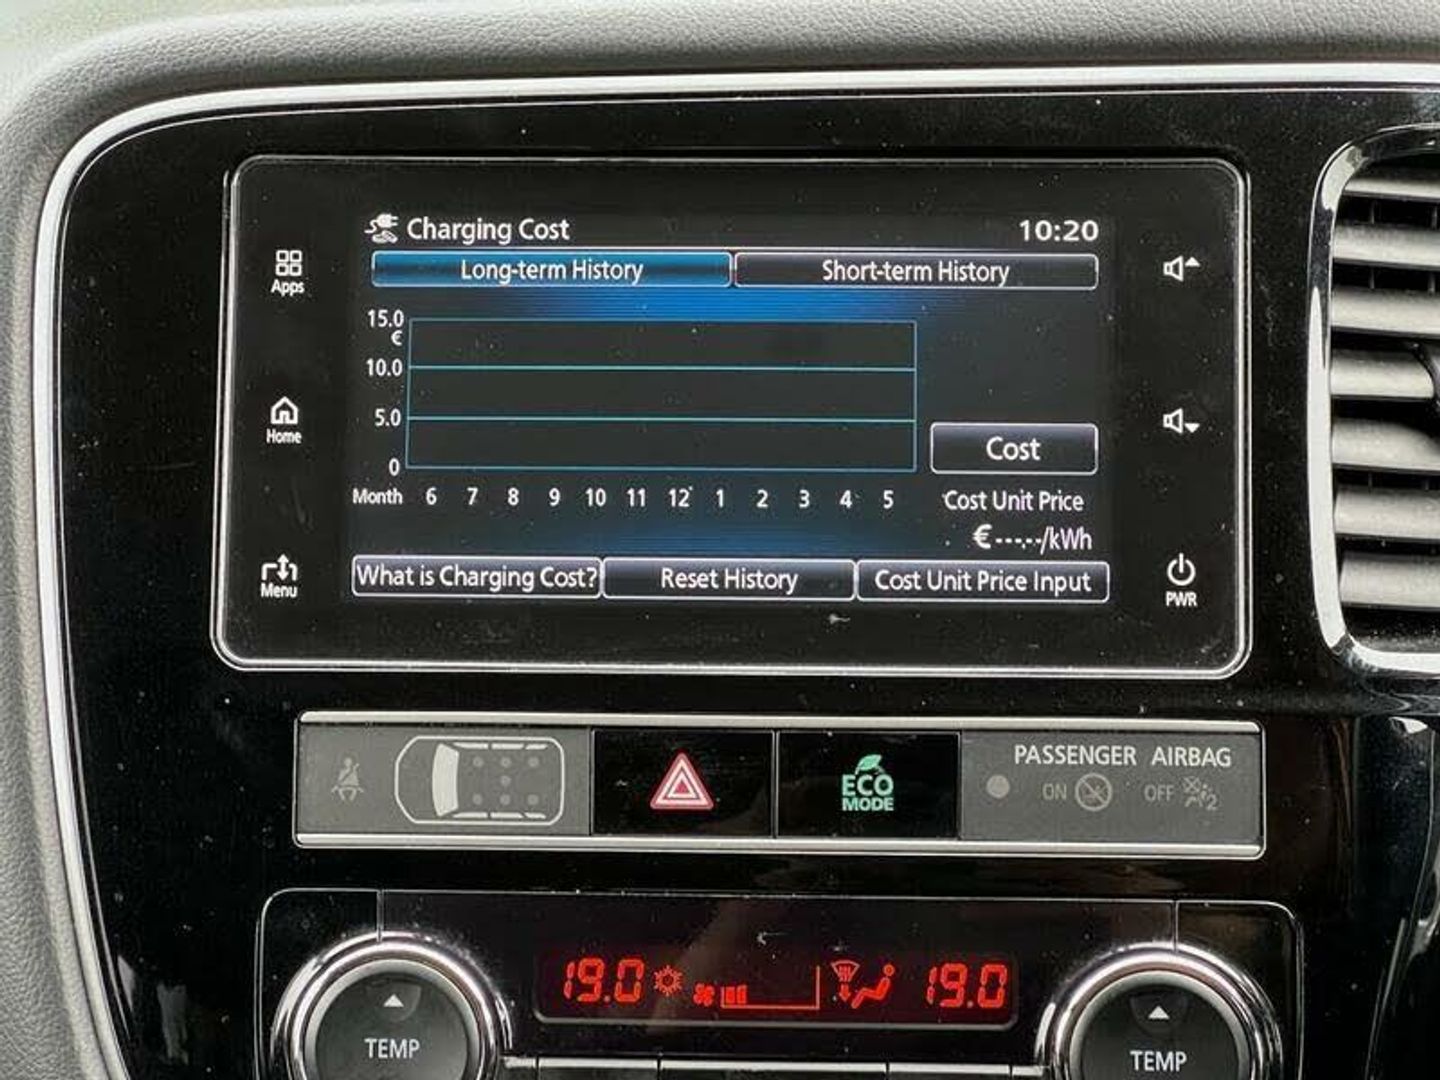 Charging Cost 10:20
Apps
Long-term History Short-term History
15.0
€
10.0
5.0
0
Home
Cost
Month 6 7 8 9 10 11 12 1 2 3 4 5
Cost Unit Price
€---.--/kWh
Menu
What is Charging Cost? Reset History Cost Unit Price Input
PWR
ECO
MODE
PASSENGER AIRBAG
ON OFF
2
19.0 19.0
TEMP TEMP